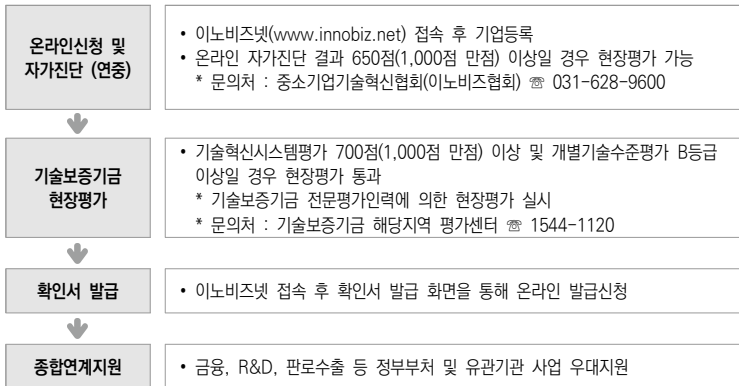 온라인신청 및
자가진단 (연중)
• 이노비즈넷(www.innobiz.net) 접속 후 기업등록
• 온라인 자가진단 결과 650점(1,000점 만점) 이상일 경우 현장평가 가능
* 문의처 : 중소기업기술혁신협회(이노비즈협회) ☏ 031-628-9600
기술보증기금
현장평가
• 기술혁신시스템평가 700점(1,000점 만점) 이상 및 개별기술수준평가 B등급
이상일 경우 현장평가 통과
* 기술보증기금 전문평가인력에 의한 현장평가 실시
* 문의처 : 기술보증기금 해당지역 평가센터 ☏ 1544-1120
확인서 발급
• 이노비즈넷 접속 후 확인서 발급 화면을 통해 온라인 발급신청
종합연계지원
• 금융, R&D, 판로수출 등 정부부처 및 유관기관 사업 우대지원